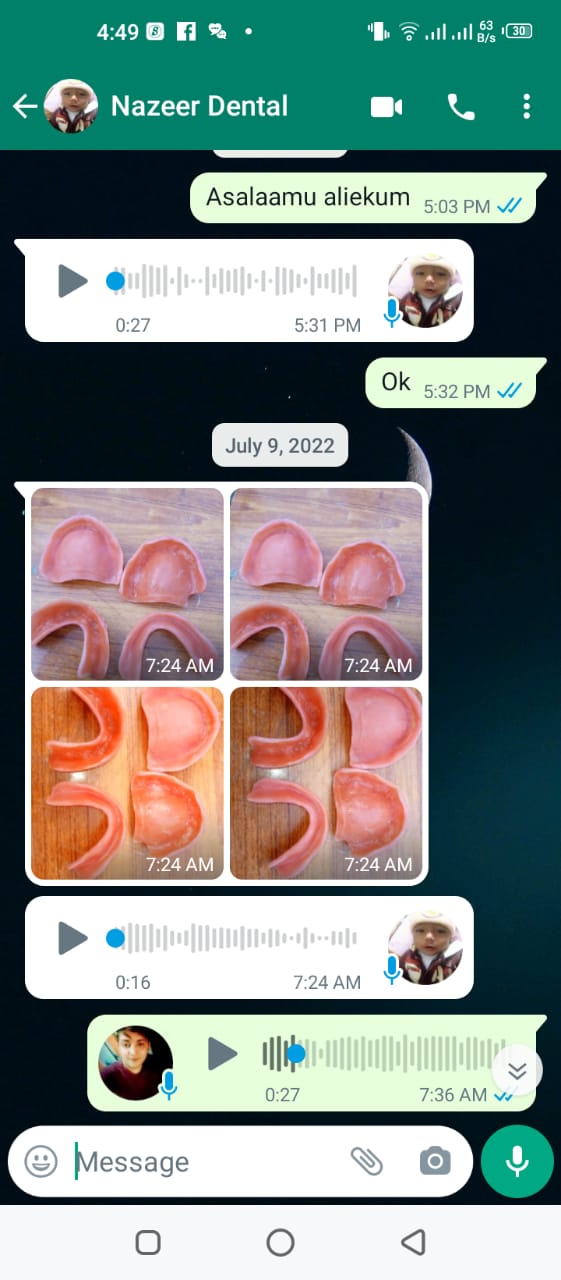 4:49 63 B/s 30
Nazeer Dental
Asalaamu aliekum 5:03 PM
0:27 5:31 PM
Ok 5:32 PM
July 9, 2022
7:24 AM 7:24 AM
7:24 AM 7:24 AM
0:16 7:24 AM
0:27 7:36 AM
Message